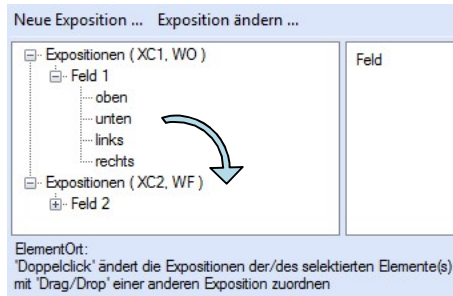 Neue Exposition ... Exposition ändern ...
Expositionen ( XC1, WO )
Feld
Feld 1
oben
unten
links
rechts
Expositionen ( XC2, WF )
Feld 2
ElementOrt:
'Doppelclick' ändert die Expositionen der/des selektierten Elemente(s)
mit 'Drag/Drop' einer anderen Exposition zuordnen